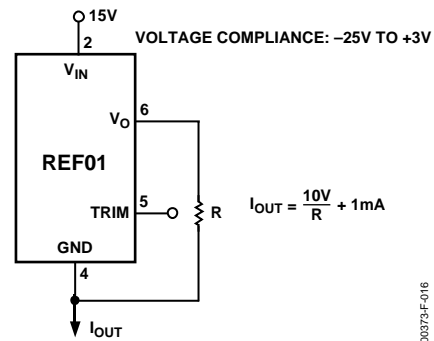 15V
2
VOLTAGE COMPLIANCE: –25V TO +3V
VIN
VO
6
REF01
TRIM
5
R
IOUT = 10V/R + 1mA
GND
4
IOUT
00373-F-016